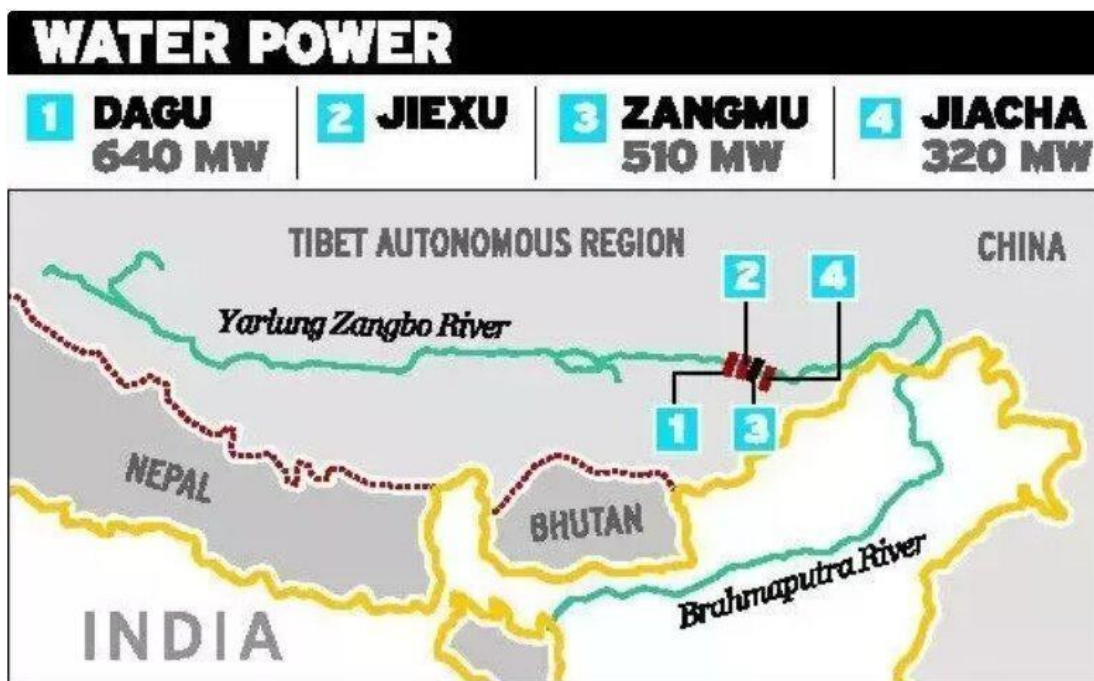 WATER POWER
1 DAGU
640 MW
2 JIEXU
3 ZANGMU
510 MW
4 JIACHA
320 MW
TIBET AUTONOMOUS REGION
CHINA
2
4
Yarlung Zangbo River
1
3
NEPAL
BHUTAN
Brahmaputra River
INDIA